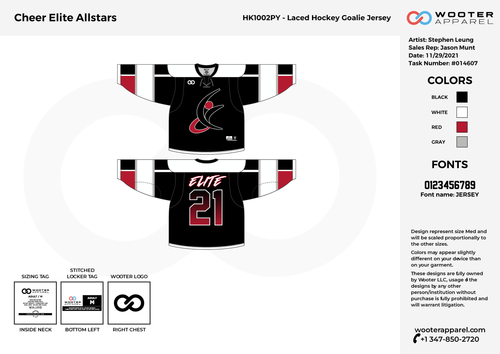 Cheer Elite Allstars
HK1002PY - Laced Hockey Goalie Jersey
WOOTER
APPAREL
Artist: Stephen Leung
Sales Rep: Jason Munt
Date: 11/29/2021
Task Number: #014607
COLORS
BLACK
WHITE
RED
GRAY
FONTS
0123456789
Font name: JERSEY
ELITE
21
Design represent size Med and
will be scaled proportionally to
the other sizes.
Colors may appear slightly
different on your device than
on your garment.
These designs are fully owned
by Wooter LLC, usage of the
designs by any other
person/institution without
purchase is fully prohibited and
will warrant litigation.
SIZING TAG
STITCHED
LOCKER TAG
WOOTER LOGO
WOOTER
ADULT / M
WOOTER
ADULT
M
INSIDE NECK
BOTTOM LEFT
RIGHT CHEST
wooterapparel.com
+1 347-850-2720